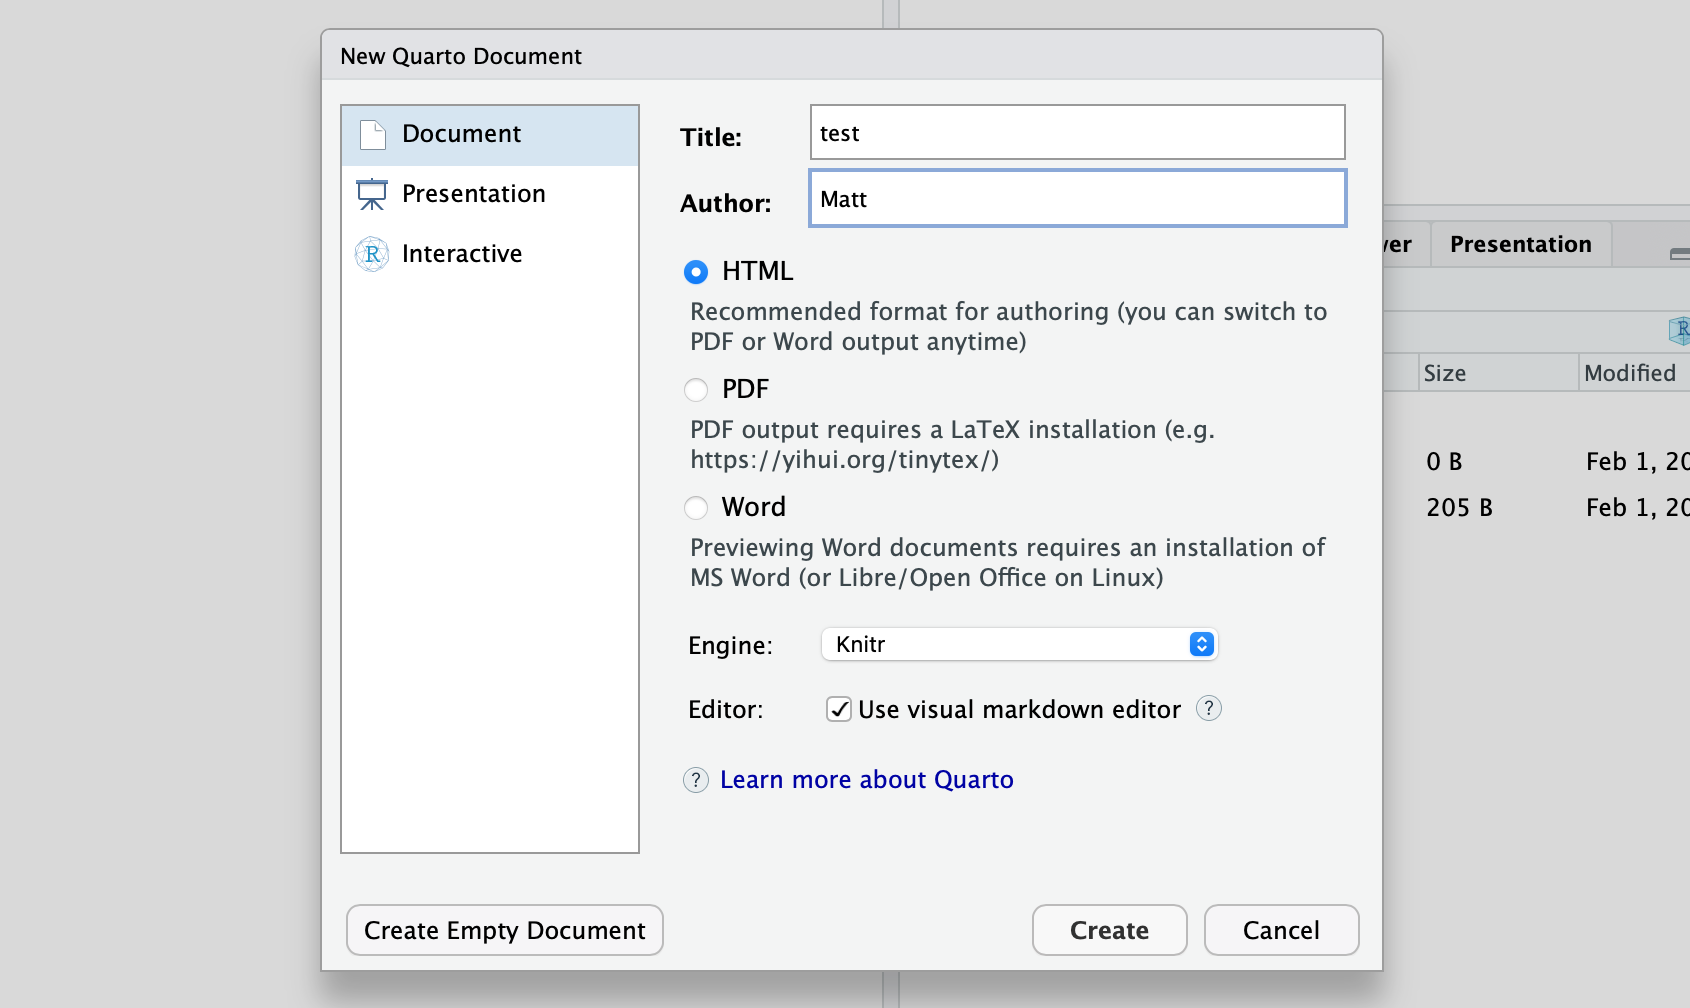 New Quarto Document
Document
Presentation
R Interactive
Title: test
Author: Matt
HTML
Recommended format for authoring (you can switch to
PDF or Word output anytime)
PDF
PDF output requires a LaTeX installation (e.g.
https://yihui.org/tinytex/)
Word
Previewing Word documents requires an installation of
MS Word (or Libre/Open Office on Linux)
Engine: Knitr
Editor: Use visual markdown editor ?
? Learn more about Quarto
Create Empty Document Create Cancel
Presentation
R
Size Modified
0 B Feb 1,
205 B Feb 1,